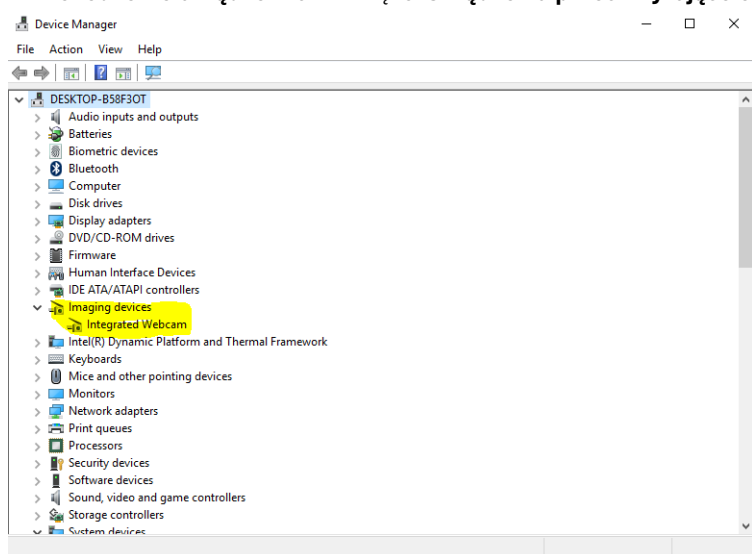 Device Manager
File Action View Help
DESKTOP-B58F3OT
Audio inputs and outputs
Batteries
Biometric devices
Bluetooth
Computer
Disk drives
Display adapters
DVD/CD-ROM drives
Firmware
Human Interface Devices
IDE ATA/ATAPI controllers
Imaging devices
Integrated Webcam
Intel(R) Dynamic Platform and Thermal Framework
Keyboards
Mice and other pointing devices
Monitors
Network adapters
Print queues
Processors
Security devices
Software devices
Sound, video and game controllers
Storage controllers
System devices